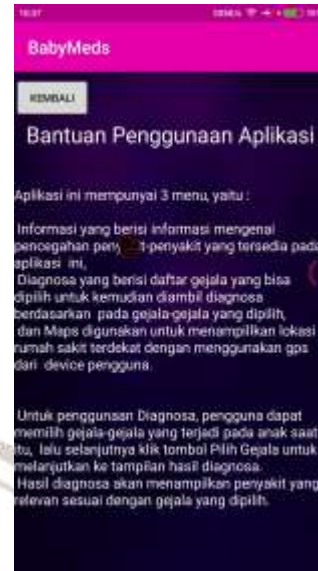 16:37
BabyMeds
KEMBALI
Bantuan Penggunaan Aplikasi
Aplikasi ini mempunyai 3 menu, yaitu :
Informasi yang berisi informasi mengenai
pencegahan penyakit-penyakit yang tersedia pada
aplikasi ini,
Diagnosa yang berisi daftar gejala yang bisa
dipilih untuk kemudian diambil diagnosa
berdasarkan pada gejala-gejala yang dipilih,
dan Maps digunakan untuk menampilkan lokasi
rumah sakit terdekat dengan menggunakan gps
dari device pengguna.
Untuk penggunaan Diagnosa, pengguna dapat
memilih gejala-gejala yang terjadi pada anak saat
itu, lalu selanjutnya klik tombol Pilih Gejala untuk
melanjutkan ke tampilan hasil diagnosa.
Hasil diagnosa akan menampilkan penyakit yang
relevan sesuai dengan gejala yang dipilih.